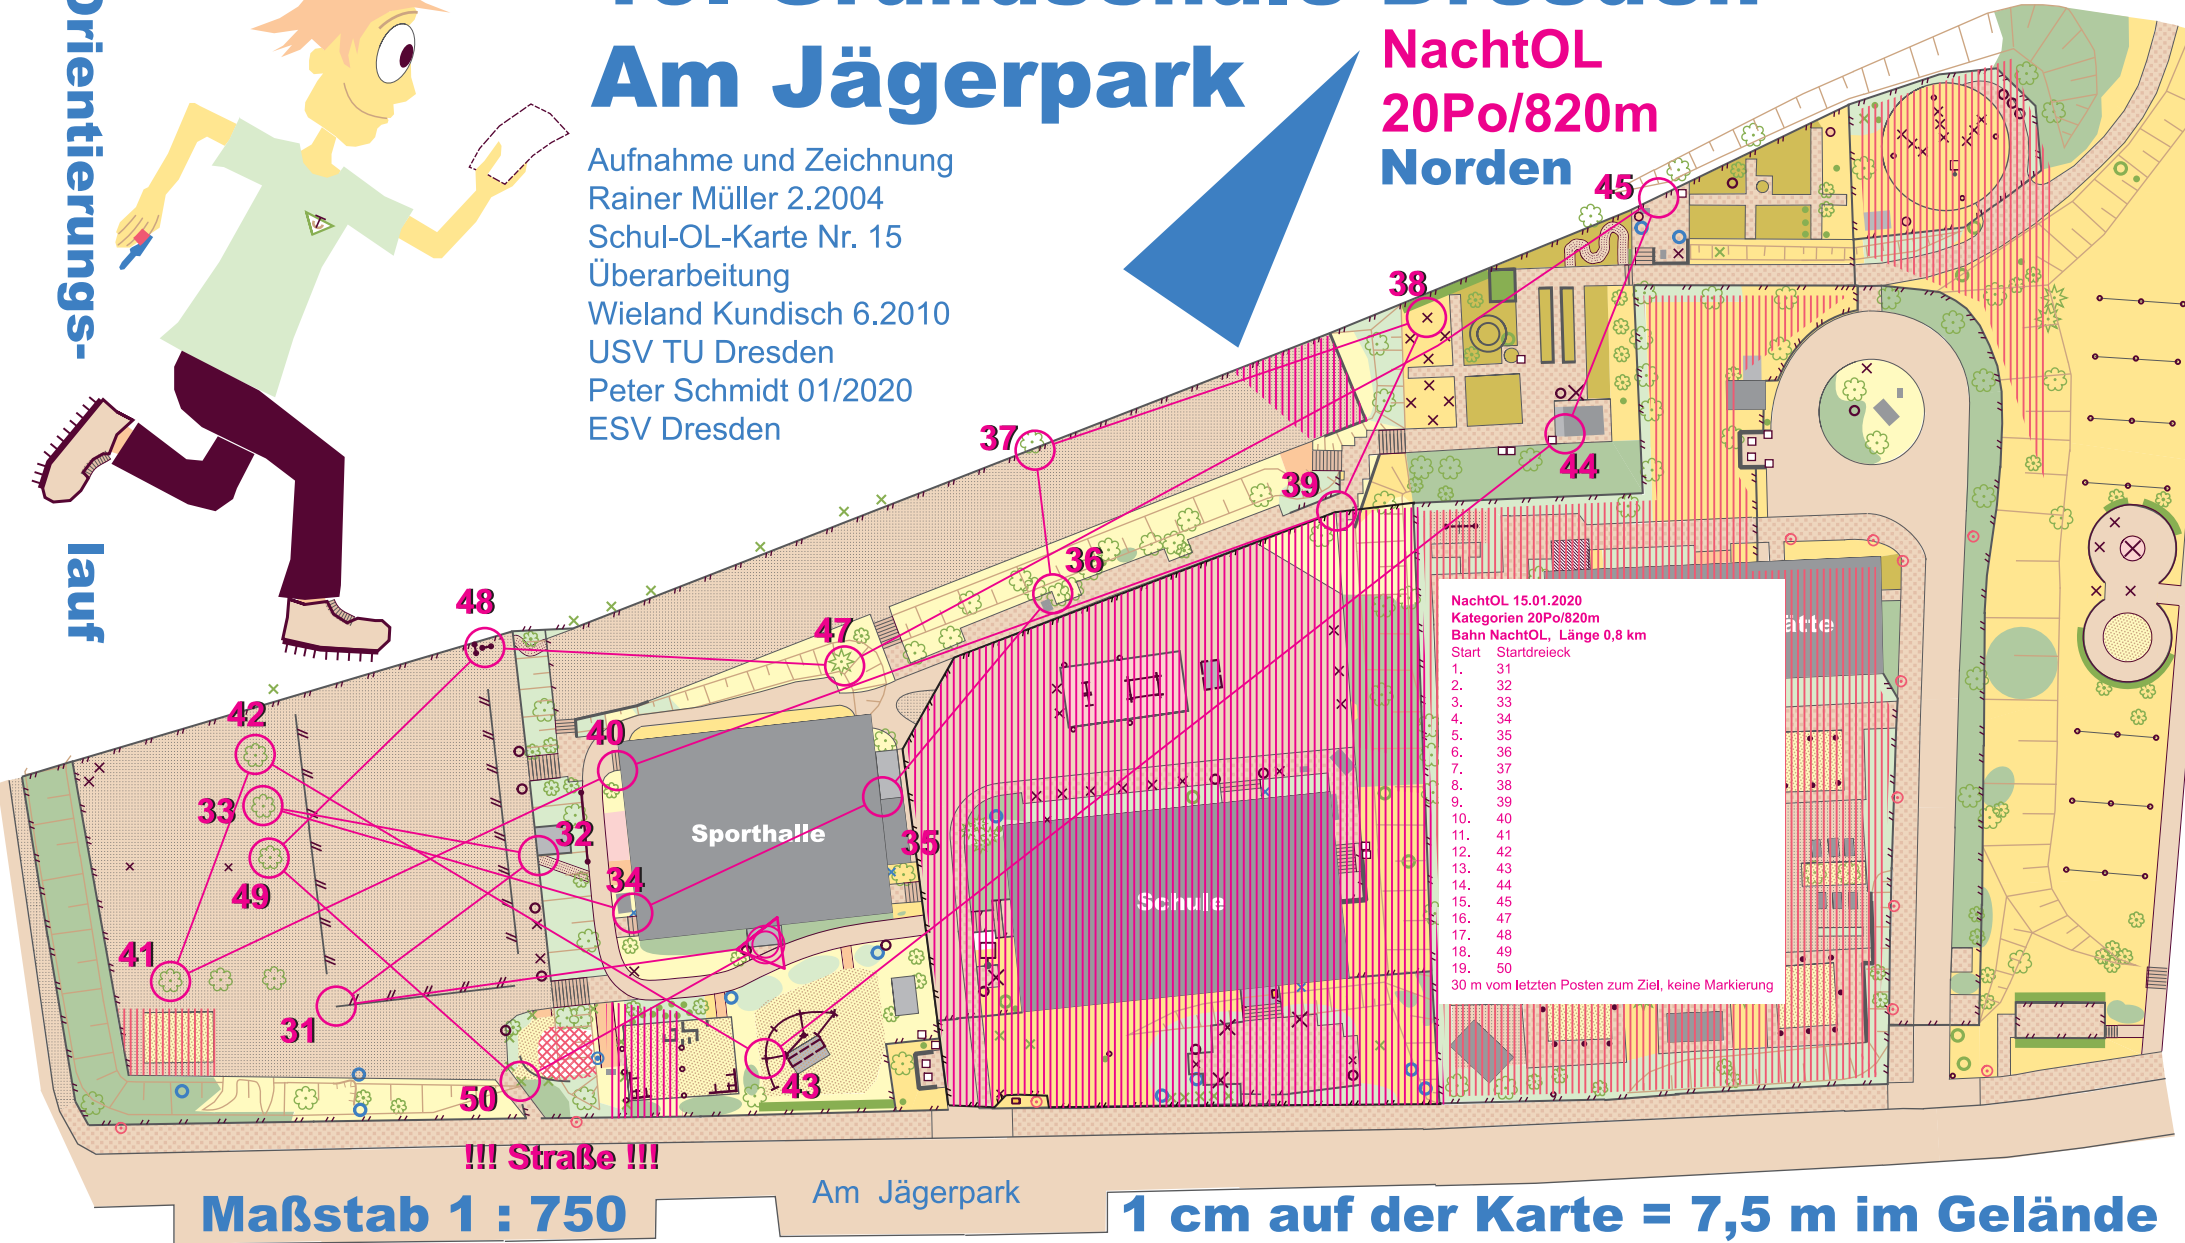 Orientierungs-
lauf
Am Jägerpark
Aufnahme und Zeichnung
Rainer Müller 2.2004
Schul-OL-Karte Nr. 15
Überarbeitung
Wieland Kundisch 6.2010
USV TU Dresden
Peter Schmidt 01/2020
ESV Dresden
NachtOL
20Po/820m
Norden
45
38
37
39
44
36
48
47
42
40
33
32
49
34
35
41
31
50
43
Sporthalle
Schule
NachtOL 15.01.2020
Kategorien 20Po/820m
Bahn NachtOL, Länge 0,8 km
Start Startdreieck
1. 31
2. 32
3. 33
4. 34
5. 35
6. 36
7. 37
8. 38
9. 39
10. 40
11. 41
12. 42
13. 43
14. 44
15. 45
16. 47
17. 48
18. 49
19. 50
30 m vom letzten Posten zum Ziel, keine Markierung
!!! Straße !!!
Am Jägerpark
Maßstab 1 : 750
1 cm auf der Karte = 7,5 m im Gelände